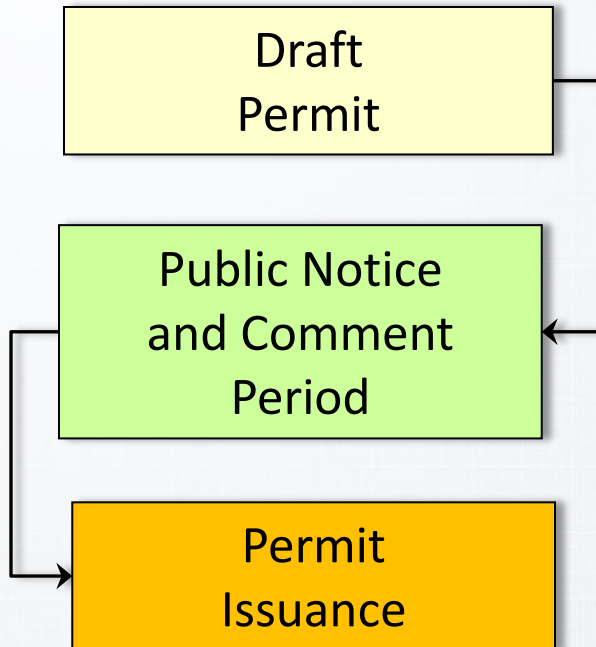 Draft
Permit
Public Notice
and Comment
Period
Permit
Issuance